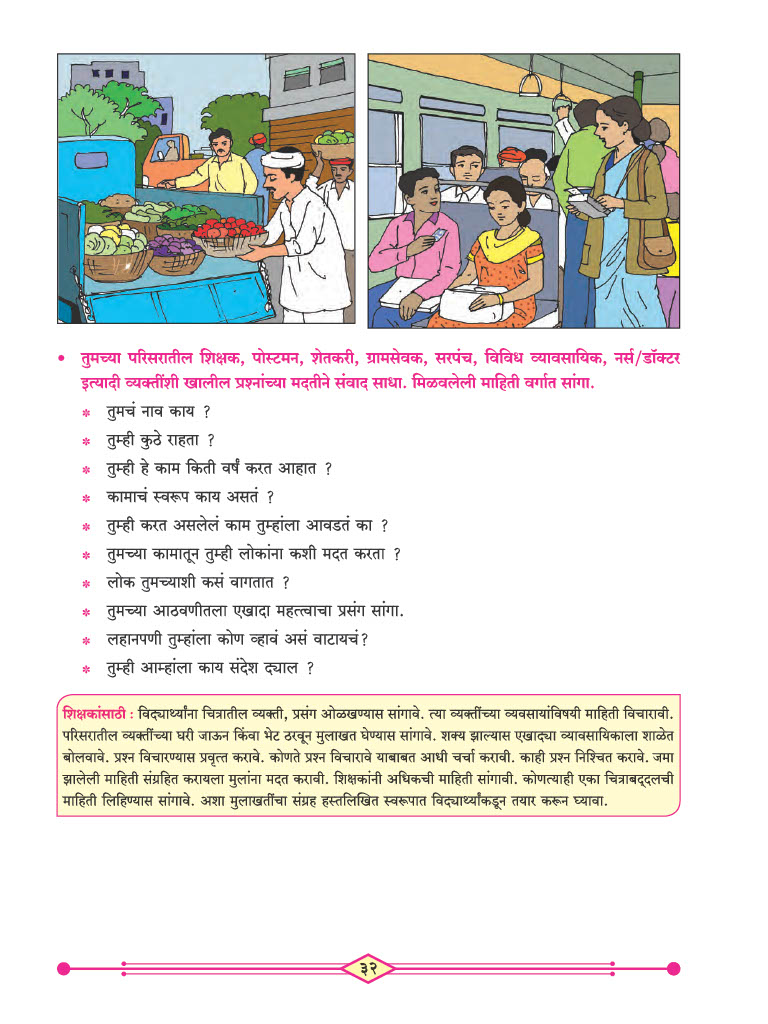 • तुमच्या परिसरातील शिक्षक, पोस्टमन, शेतकरी, ग्रामसेवक, सरपंच, विविध व्यावसायिक, नर्स/डॉक्टर
इत्यादी व्यक्तींशी खालील प्रश्नांच्या मदतीने संवाद साधा. मिळवलेली माहिती वर्गात सांगा.
* तुमचं नाव काय ?
* तुम्ही कुठे राहता ?
* तुम्ही हे काम किती वर्षं करत आहात ?
* कामाचं स्वरूप काय असतं ?
* तुम्ही करत असलेलं काम तुम्हांला आवडतं का ?
* तुमच्या कामातून तुम्ही लोकांना कशी मदत करता ?
* लोक तुमच्याशी कसं वागतात ?
* तुमच्या आठवणीतला एखादा महत्त्वाचा प्रसंग सांगा.
* लहानपणी तुम्हांला कोण व्हावं असं वाटायचं?
* तुम्ही आम्हांला काय संदेश द्याल ?
शिक्षकांसाठी : विद्यार्थ्यांना चित्रातील व्यक्ती, प्रसंग ओळखण्यास सांगावे. त्या व्यक्तींच्या व्यवसायांविषयी माहिती विचारावी.
परिसरातील व्यक्तींच्या घरी जाऊन किंवा भेट ठरवून मुलाखत घेण्यास सांगावे. शक्य झाल्यास एखाद्या व्यावसायिकाला शाळेत
बोलवावे. प्रश्न विचारण्यास प्रवृत्त करावे. कोणते प्रश्न विचारावे याबाबत आधी चर्चा करावी. काही प्रश्न निश्चित करावे. जमा
झालेली माहिती संग्रहित करायला मुलांना मदत करावी. शिक्षकांनी अधिकची माहिती सांगावी. कोणत्याही एका चित्राबद्दलची
माहिती लिहिण्यास सांगावे. अशा मुलाखतींचा संग्रह हस्तलिखित स्वरूपात विद्यार्थ्यांकडून तयार करून घ्यावा.
३२